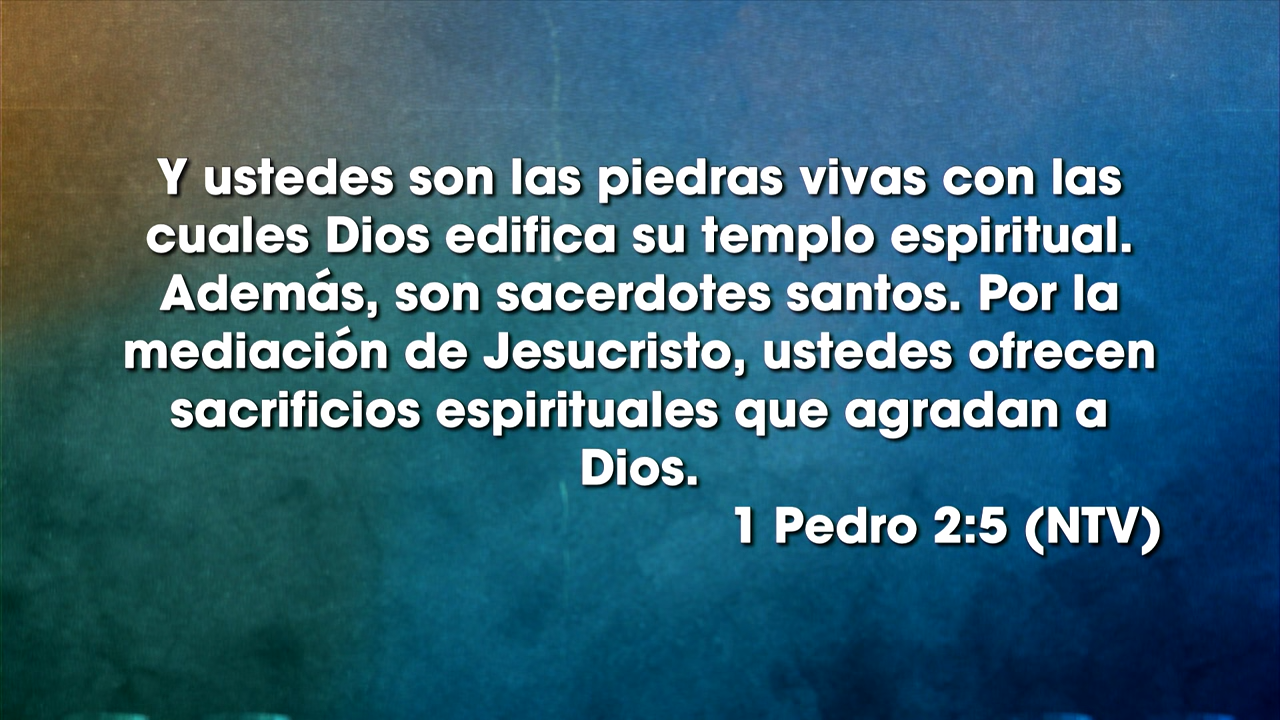 Y ustedes son las piedras vivas con las
cuales Dios edifica su templo espiritual.
Además, son sacerdotes santos. Por la
mediación de Jesucristo, ustedes ofrecen
sacrificios espirituales que agradan a
Dios.
1 Pedro 2:5 (NTV)